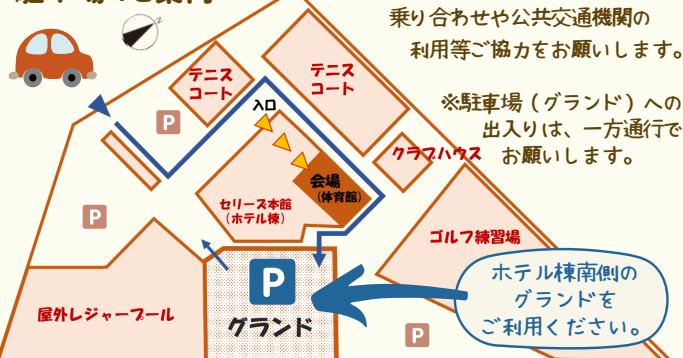 乗り合わせや公共交通機関の
利用等ご協力をお願いします。
※駐車場(グランド)への
出入りは、一方通行で
お願いします。
P
テニス
コート
テニス
コート
入口
クラブハウス
会場
(体育館)
セリーズ本館
(ホテル棟)
P
ゴルフ練習場
P
グランド
屋外レジャープール
ホテル棟南側の
グランドを
ご利用ください。
P